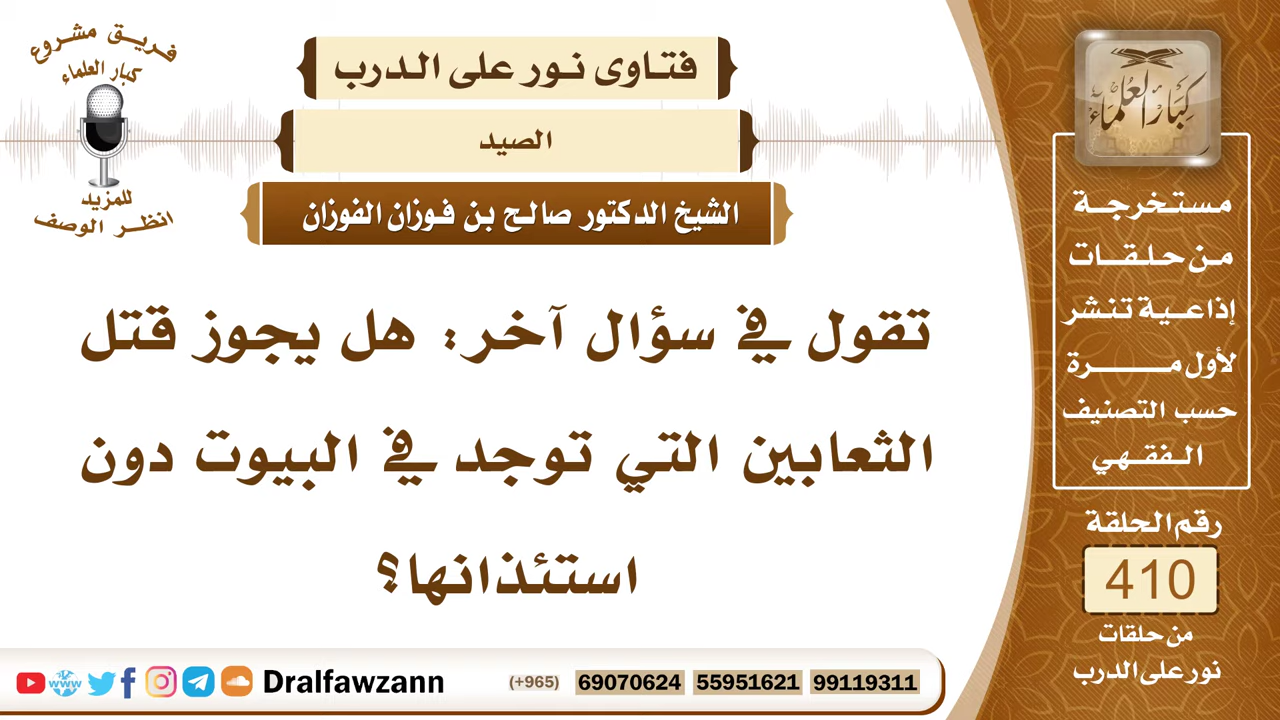 فريق مشروع
كبار العلماء
للمزيد
انظر الوصف
فتاوى نور على الدرب
الصيد
الشيخ الدكتور صالح بن فوزان الفوزان
تقول في سؤال آخر: هل يجوز قتل
الثعابين التي توجد في البيوت دون
استئذانها؟
كبار العلماء
مستخرجة
من حلقات
إذاعية تنشر
لأول مرة
حسب التصنيف
الفقهي
رقم الحلقة
410
من حلقات
نور على الدرب
www Dralfawzann (+965) 69070624 55951621 99119311